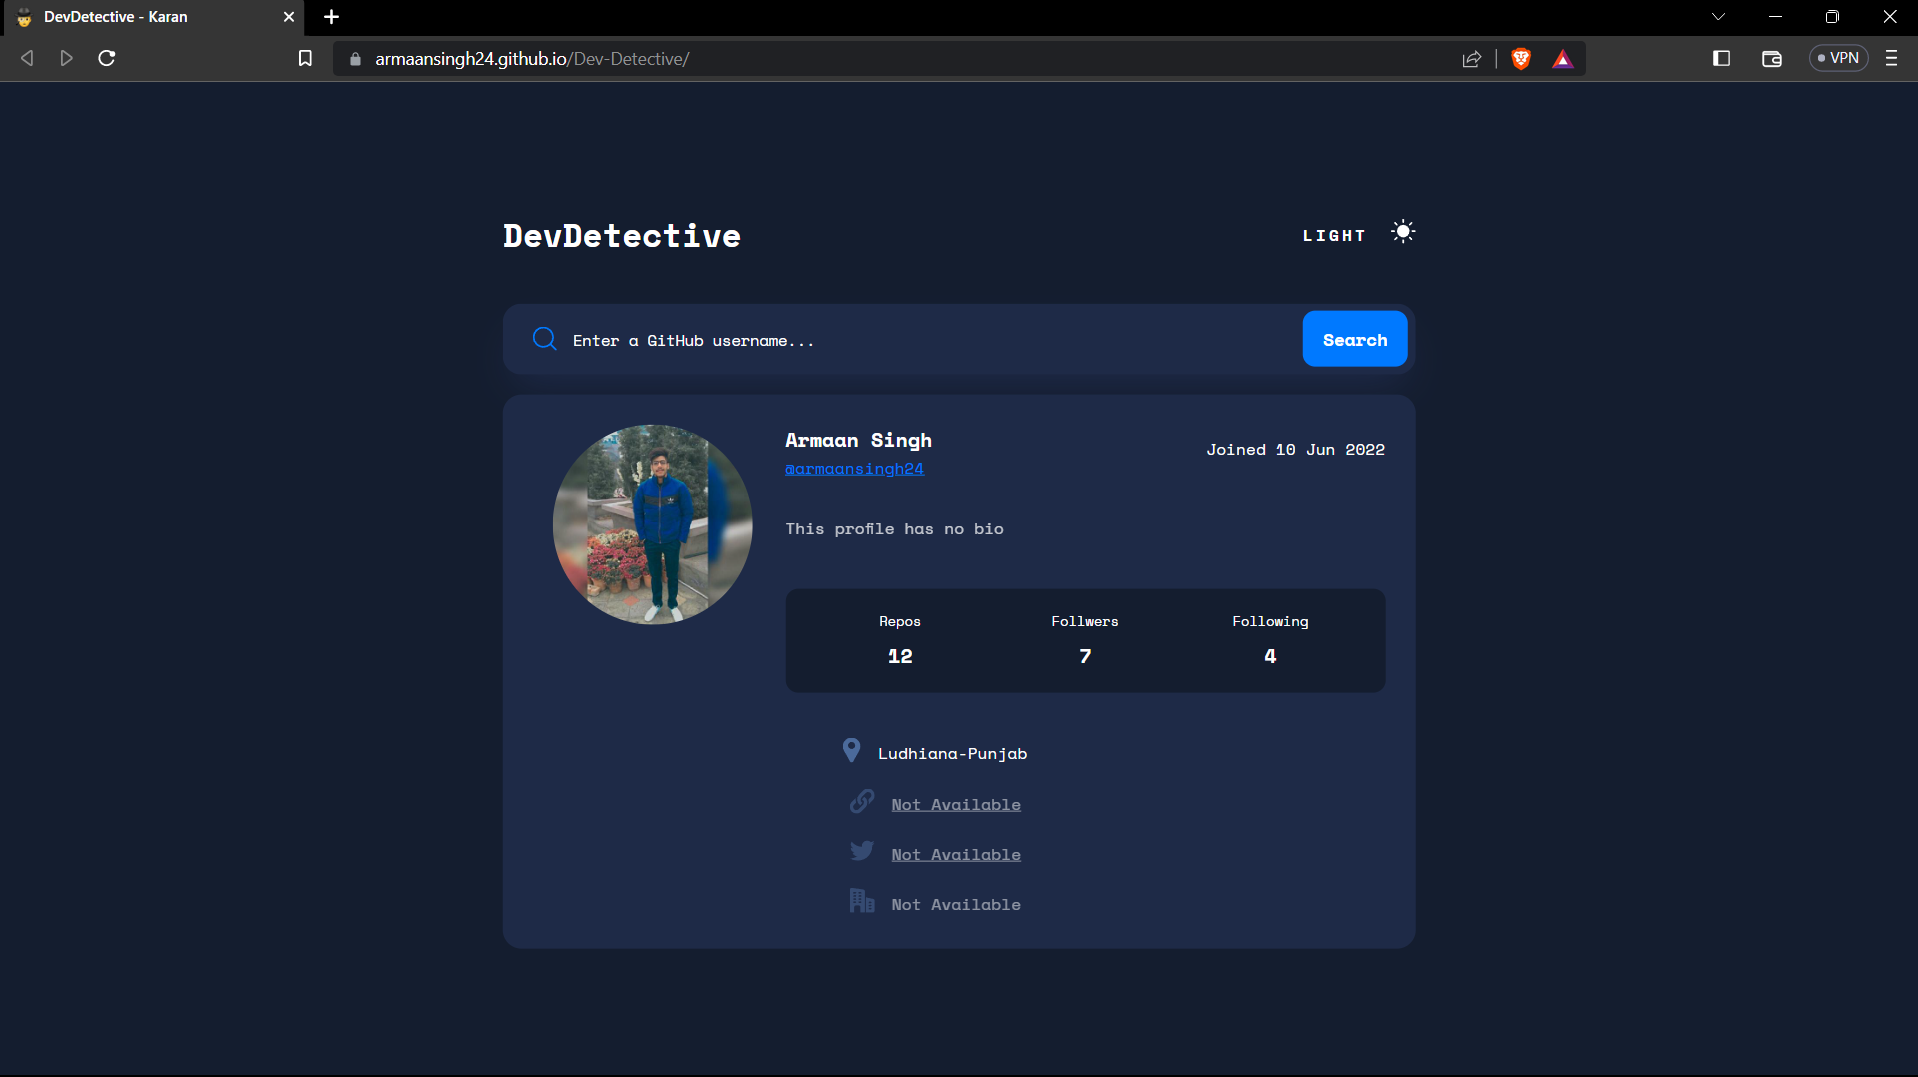 DevDetective - Karan
armaansingh24.github.io/Dev-Detective/
VPN
DevDetective
LIGHT
Enter a GitHub username...
Search
Armaan Singh
Joined 10 Jun 2022
@armaansingh24
This profile has no bio
Repos Follwers Following
12 7 4
Ludhiana-Punjab
Not Available
Not Available
Not Available